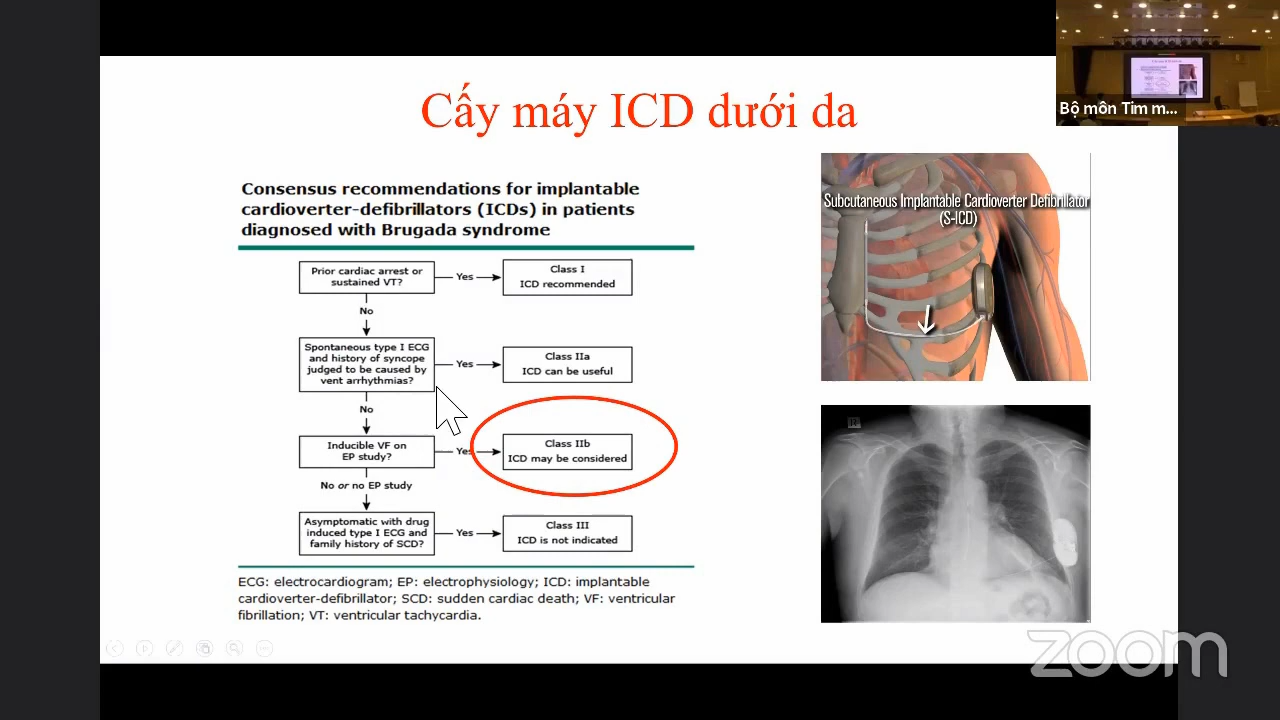 Cấy máy ICD dưới da
Bộ môn Tim m...
Consensus recommendations for implantable
cardioverter-defibrillators (ICDs) in patients
diagnosed with Brugada syndrome
Prior cardiac arrest or
sustained VT?
Yes
Class I
ICD recommended
No
Spontaneous type I ECG
and history of syncope
judged to be caused by
vent arrhythmias?
Yes
Class IIa
ICD can be useful
No
Inducible VF on
EP study?
Yes
Class IIb
ICD may be considered
No or no EP study
Asymptomatic with drug
induced type I ECG and
family history of SCD?
Yes
Class III
ICD is not indicated
ECG: electrocardiogram; EP: electrophysiology; ICD: implantable
cardioverter-defibrillator; SCD: sudden cardiac death; VF: ventricular
fibrillation; VT: ventricular tachycardia.
Subcutaneous Implantable Cardioverter Defibrillator
(S-ICD)
zoom